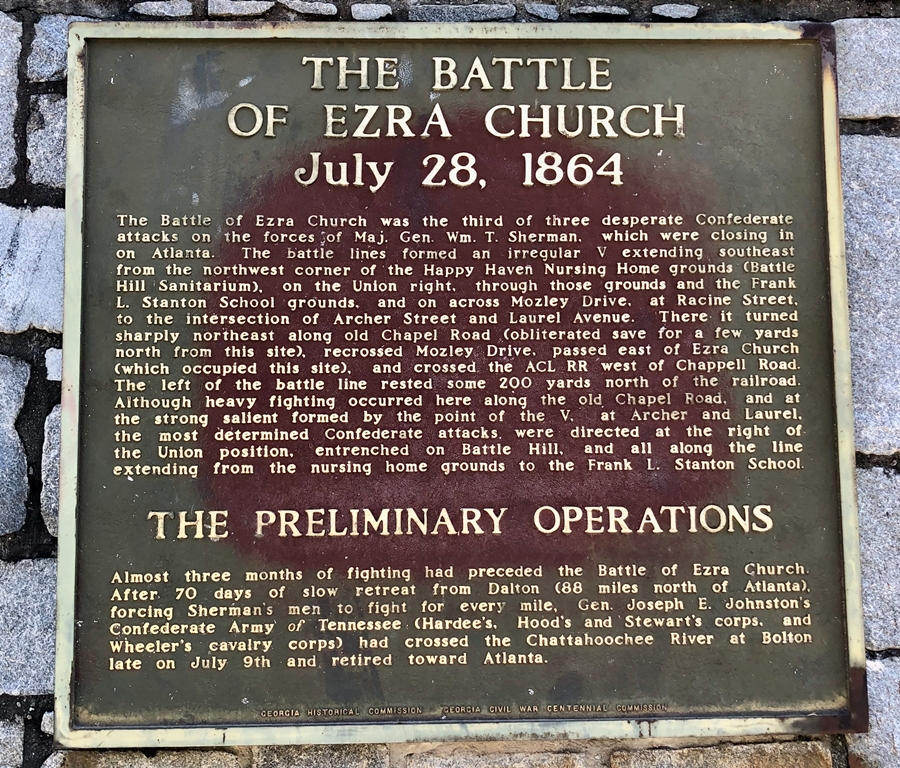 THE BATTLE
OF EZRA CHURCH
July 28, 1864
The Battle of Ezra Church was the third of three desperate Confederate
attacks on the forces of Maj. Gen. Wm. T. Sherman, which were closing in
on Atlanta. The battle lines formed an irregular V extending southeast
from the northwest corner of the Happy Haven Nursing Home grounds (Battle
Hill Sanitarium), on the Union right, through those grounds and the Frank
L. Stanton School grounds, and on across Mozley Drive, at Racine Street,
to the intersection of Archer Street and Laurel Avenue. There it turned
sharply northeast along old Chapel Road (obliterated save for a few yards
north from this site), recrossed Mozley Drive, passed east of Ezra Church
(which occupied this site), and crossed the ACL RR west of Chappell Road.
The left of the battle line rested some 200 yards north of the railroad.
Although heavy fighting occurred here along the old Chapel Road, and at
the strong salient formed by the point of the V, at Archer and Laurel,
the most determined Confederate attacks were directed at the right of
the Union position, entrenched on Battle Hill, and all along the line
extending from the nursing home grounds to the Frank L. Stanton School.
THE PRELIMINARY OPERATIONS
Almost three months of fighting had preceded the Battle of Ezra Church.
After 70 days of slow retreat from Dalton (88 miles north of Atlanta),
forcing Sherman's men to fight for every mile, Gen. Joseph E. Johnston's
Confederate Army of Tennessee (Hardee's, Hood's and Stewart's corps, and
Wheeler's cavalry corps) had crossed the Chattahoochee River at Bolton
late on July 9th and retired toward Atlanta.
GEORGIA HISTORICAL COMMISSION GEORGIA CIVIL WAR CENTENNIAL COMMISSION